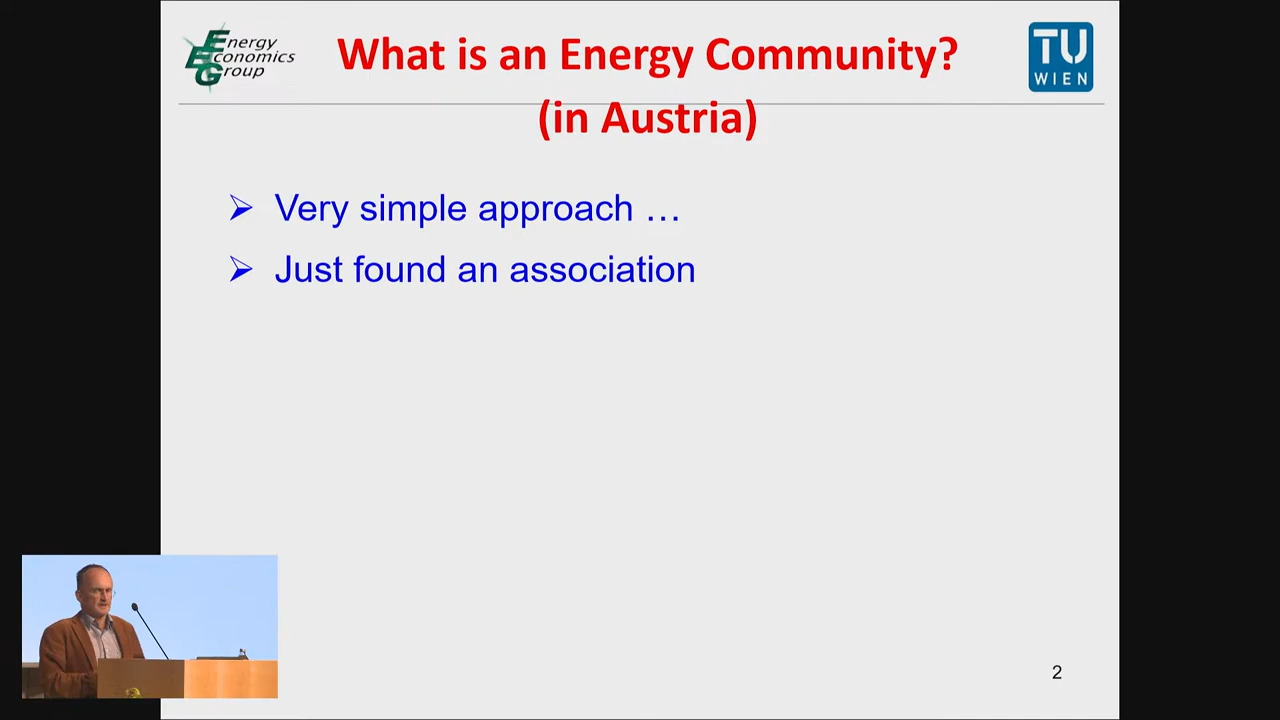 Energy
Economics
Group
What is an Energy Community?
(in Austria)
TU
WIEN
➢ Very simple approach …
➢ Just found an association
2